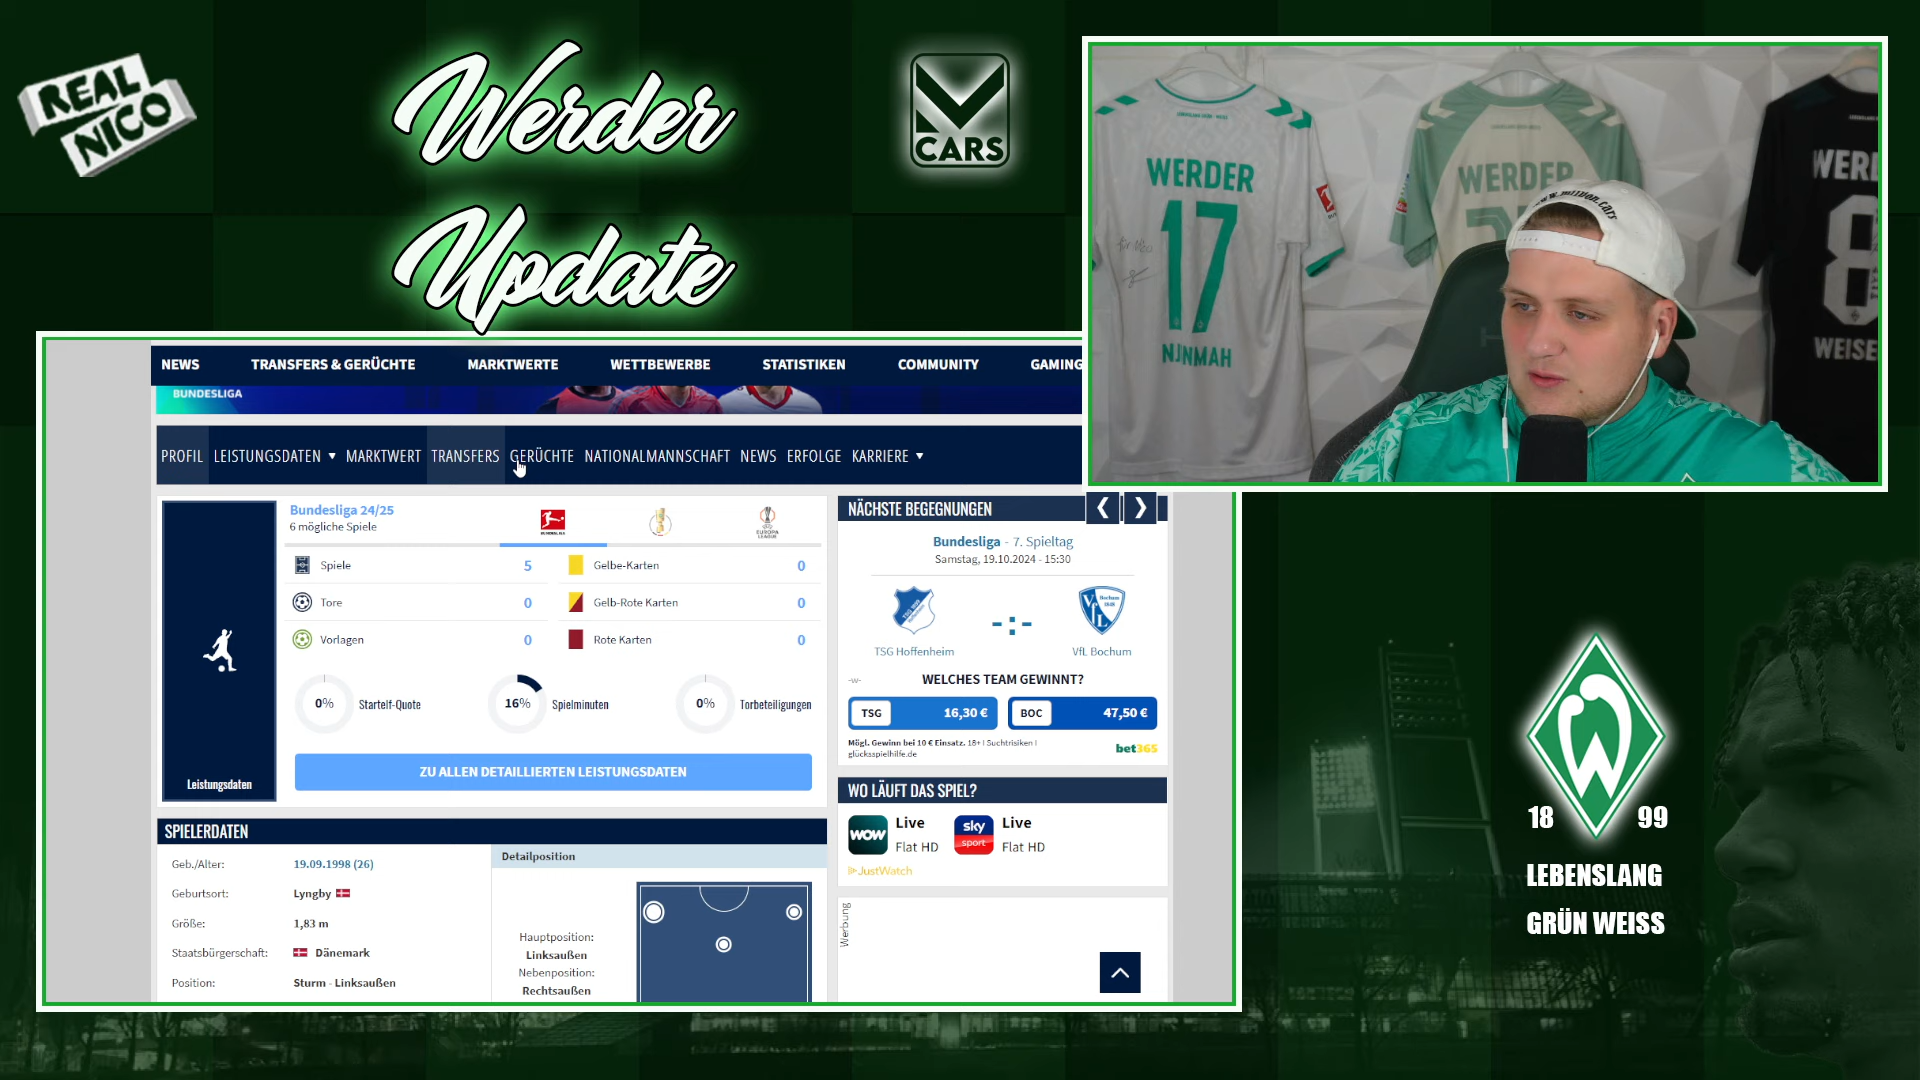 REAL
NICO
Werder
Update
CARS
NEWS TRANSFERS & GERÜCHTE MARKTWERTE WETTBEWERBE STATISTIKEN COMMUNITY GAMING
BUNDESLIGA
PROFIL LEISTUNGSDATEN MARKTWERT TRANSFERS GERÜCHTE NATIONALMANNSCHAFT NEWS ERFOLGE KARRIERE
Bundesliga 24/25
6 mögliche Spiele
Spiele 5 Gelbe-Karten 0
Tore 0 Gelb-Rote Karten 0
Vorlagen 0 Rote Karten 0
0% Startelf-Quote 16% Spielminuten 0% Torbeteiligungen
ZU ALLEN DETAILLIERTEN LEISTUNGSDATEN
Leistungsdaten
SPIELERDATEN
Geb./Alter: 19.09.1998 (26)
Geburtsort: Lyngby
Größe: 1,83 m
Staatsbürgerschaft: Dänemark
Position: Sturm - Linksaußen
Detailposition
Hauptposition:
Linksaußen
Nebenposition:
Rechtsaußen
NÄCHSTE BEGEGNUNGEN
Bundesliga - 7. Spieltag
Samstag, 19.10.2024 - 15:30
-:-
TSG Hoffenheim VfL Bochum
-w- WELCHES TEAM GEWINNT?
TSG 16,30 € BOC 47,50 €
Mögl. Gewinn bei 10 € Einsatz. 18+ | Suchtrisiken |
glücksspielhilfe.de
bet365
WO LÄUFT DAS SPIEL?
WOW Live
Flat HD
sky
sport
Live
Flat HD
JustWatch
Werbung
WERDER
17
NJINMAH
WERDER
www.million.cars
WER
8
WEISE
18 99
LEBENSLANG
GRÜN WEISS